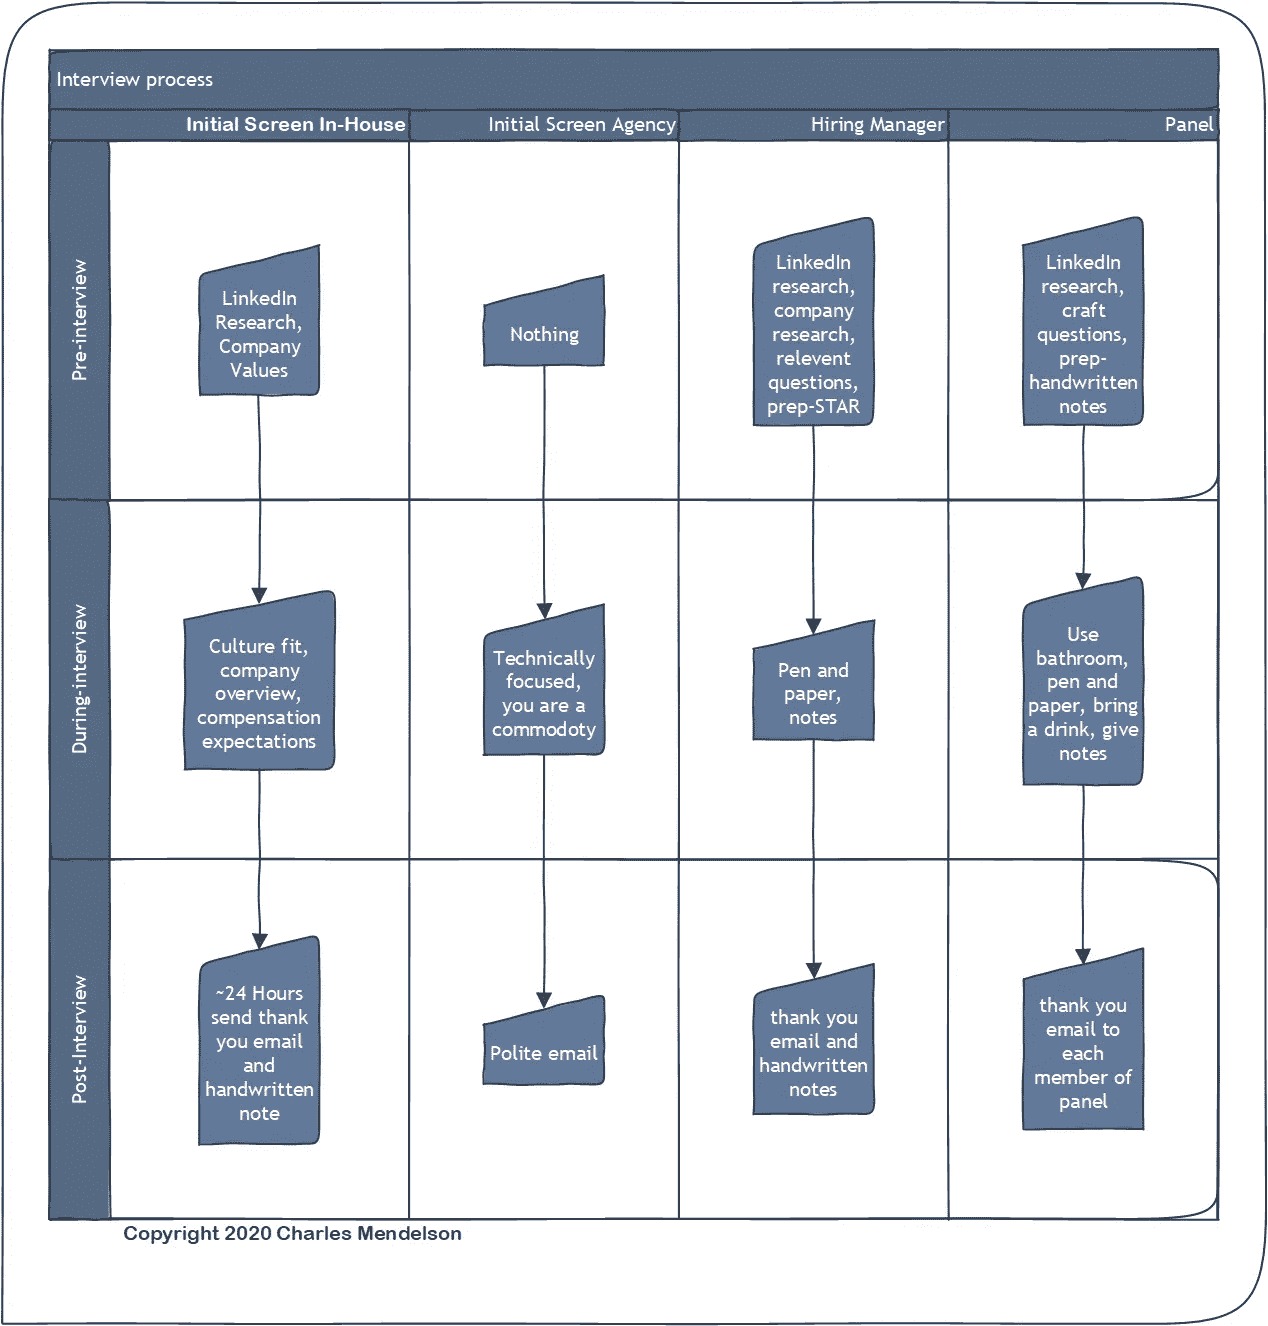 Interview process
Initial Screen In-House
Initial Screen Agency
Hiring Manager
Panel
Pre-interview
LinkedIn
Research,
Company
Values
Nothing
LinkedIn
research,
company
research,
relevent
questions,
prep-STAR
LinkedIn
research,
craft
questions,
prep-
handwritten
notes
During-interview
Culture fit,
company
overview,
compensation
expectations
Technically
focused,
you are a
commodoty
Pen and
paper,
notes
Use
bathroom,
pen and
paper, bring
a drink, give
notes
Post-Interview
~24 Hours
send thank
you email
and
handwritten
note
Polite email
thank you
email and
handwritten
notes
thank you
email to
each
member of
panel
Copyright 2020 Charles Mendelson